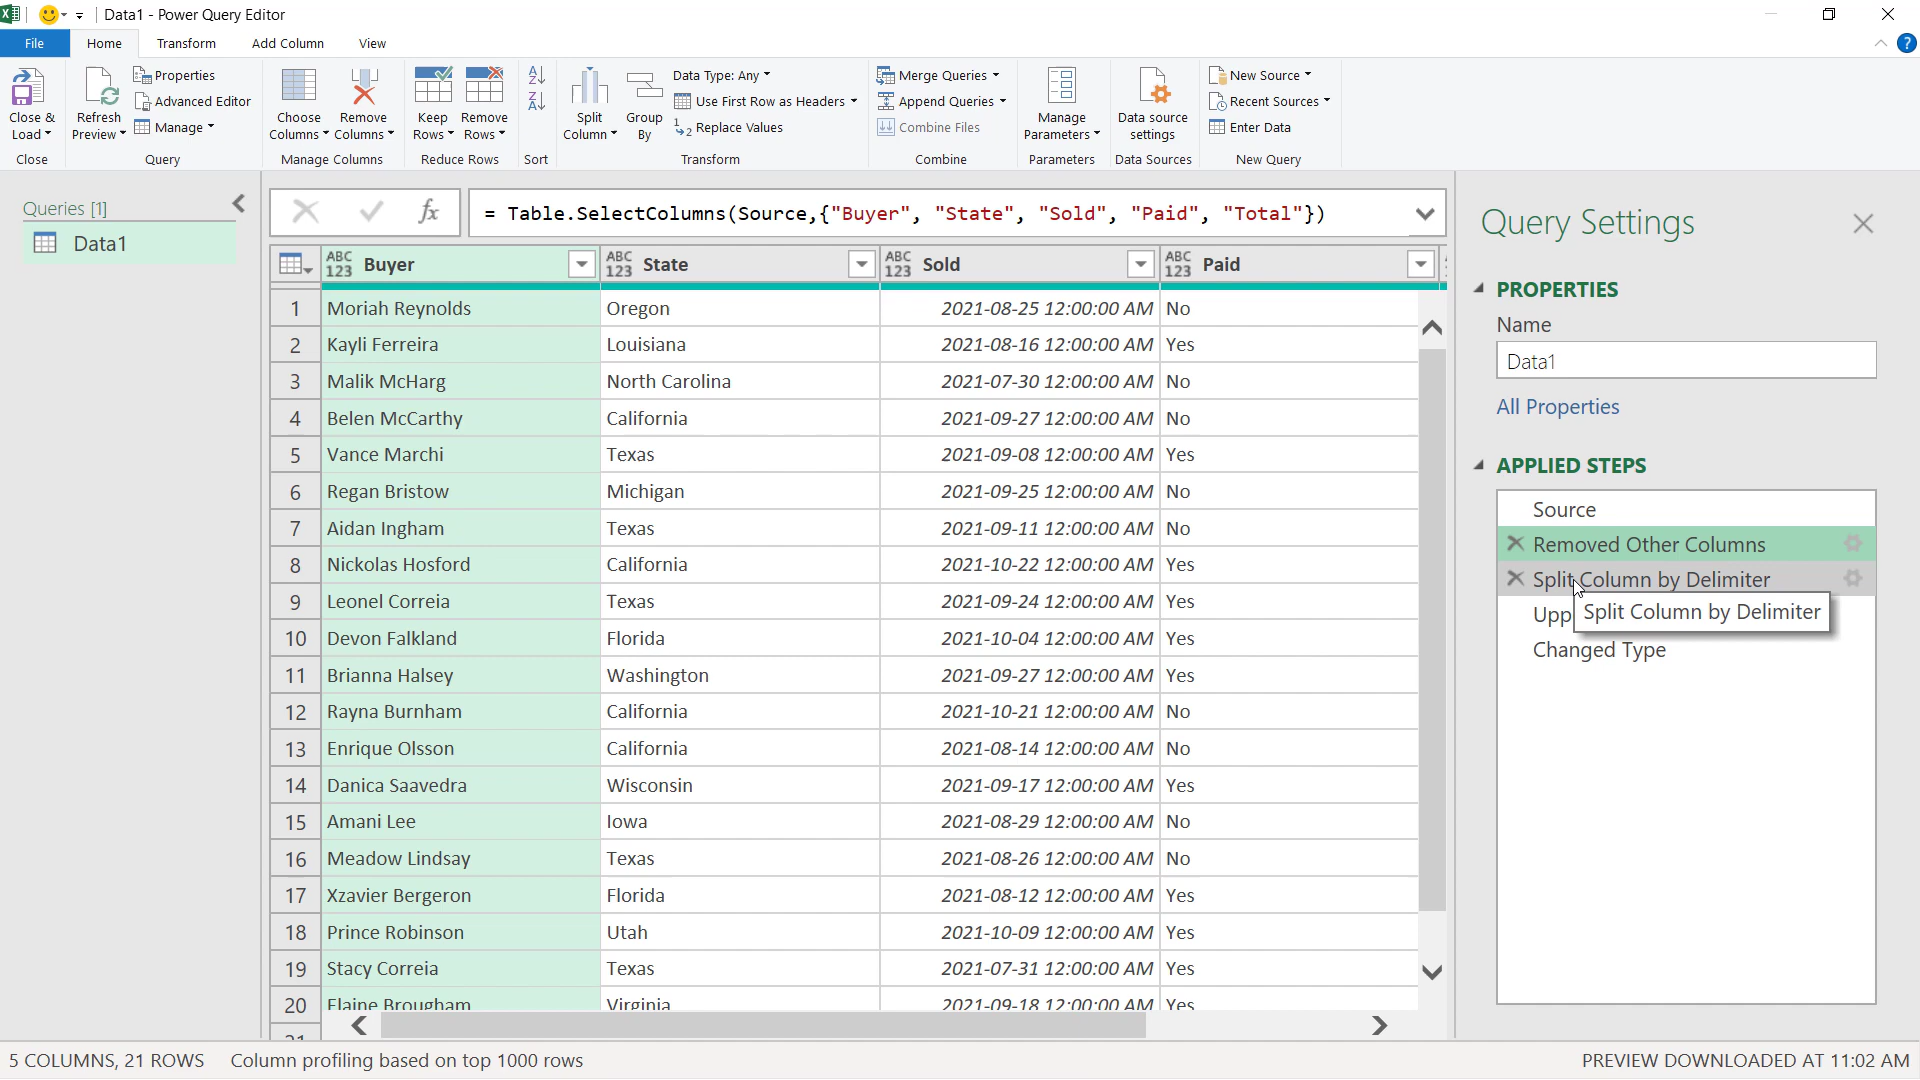 Data1 - Power Query Editor
File
Home
Transform
Add Column
View
Close &
Load
Close
Refresh
Preview
Properties
Advanced Editor
Manage
Query
Choose
Columns
Remove
Columns
Manage Columns
Keep
Rows
Remove
Rows
Reduce Rows
A
Z
Z
A
Sort
Split
Column
Group
By
Data Type: Any
Use First Row as Headers
1
2
Replace Values
Transform
Merge Queries
Append Queries
Combine Files
Combine
Manage
Parameters
Parameters
Data source
settings
Data Sources
New Source
Recent Sources
Enter Data
New Query
Queries [1]
Data1
fx
= Table.SelectColumns(Source,{"Buyer", "State", "Sold", "Paid", "Total"})
ABC
123 Buyer
ABC
123 State
ABC
123 Sold
ABC
123 Paid
1 Moriah Reynolds Oregon 2021-08-25 12:00:00 AM No
2 Kayli Ferreira Louisiana 2021-08-16 12:00:00 AM Yes
3 Malik McHarg North Carolina 2021-07-30 12:00:00 AM No
4 Belen McCarthy California 2021-09-27 12:00:00 AM No
5 Vance Marchi Texas 2021-09-08 12:00:00 AM Yes
6 Regan Bristow Michigan 2021-09-25 12:00:00 AM No
7 Aidan Ingham Texas 2021-09-11 12:00:00 AM No
8 Nickolas Hosford California 2021-10-22 12:00:00 AM Yes
9 Leonel Correia Texas 2021-09-24 12:00:00 AM Yes
10 Devon Falkland Florida 2021-10-04 12:00:00 AM Yes
11 Brianna Halsey Washington 2021-09-27 12:00:00 AM Yes
12 Rayna Burnham California 2021-10-21 12:00:00 AM No
13 Enrique Olsson California 2021-08-14 12:00:00 AM No
14 Danica Saavedra Wisconsin 2021-09-17 12:00:00 AM Yes
15 Amani Lee Iowa 2021-08-29 12:00:00 AM No
16 Meadow Lindsay Texas 2021-08-26 12:00:00 AM No
17 Xzavier Bergeron Florida 2021-08-12 12:00:00 AM Yes
18 Prince Robinson Utah 2021-10-09 12:00:00 AM Yes
19 Stacy Correia Texas 2021-07-31 12:00:00 AM Yes
20 Elaine Brougham Virginia 2021-09-18 12:00:00 AM Yes
21
Query Settings
PROPERTIES
Name
Data1
All Properties
APPLIED STEPS
Source
Removed Other Columns
Split Column by Delimiter
Upp
Split Column by Delimiter
Changed Type
5 COLUMNS, 21 ROWS
Column profiling based on top 1000 rows
PREVIEW DOWNLOADED AT 11:02 AM